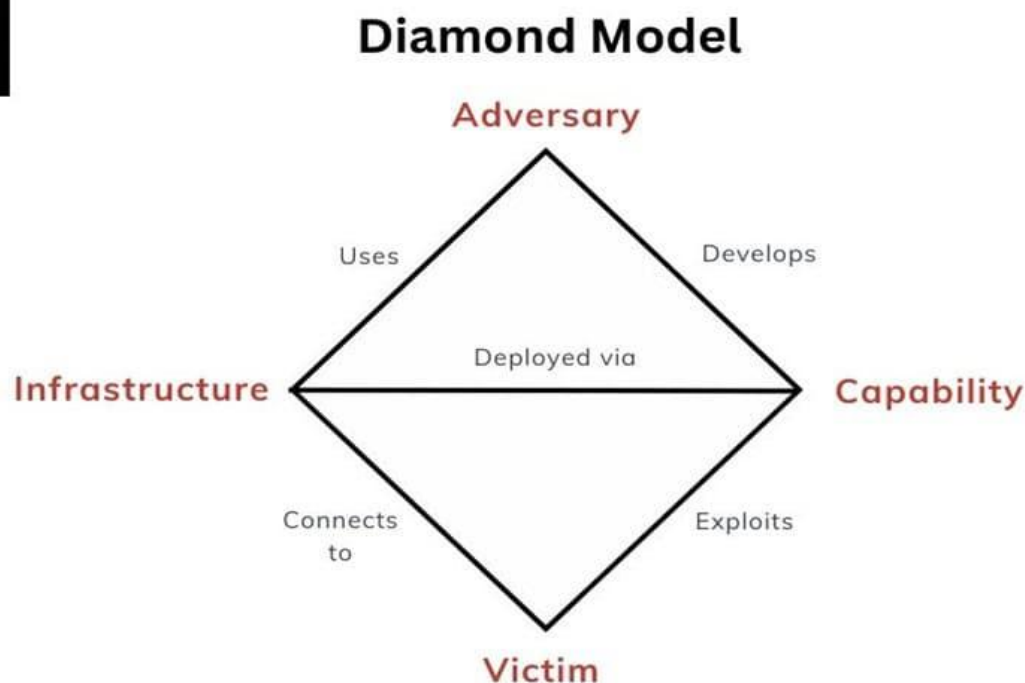 Diamond Model
Adversary
Uses
Develops
Deployed via
Infrastructure
Capability
Connects
to
Exploits
Victim